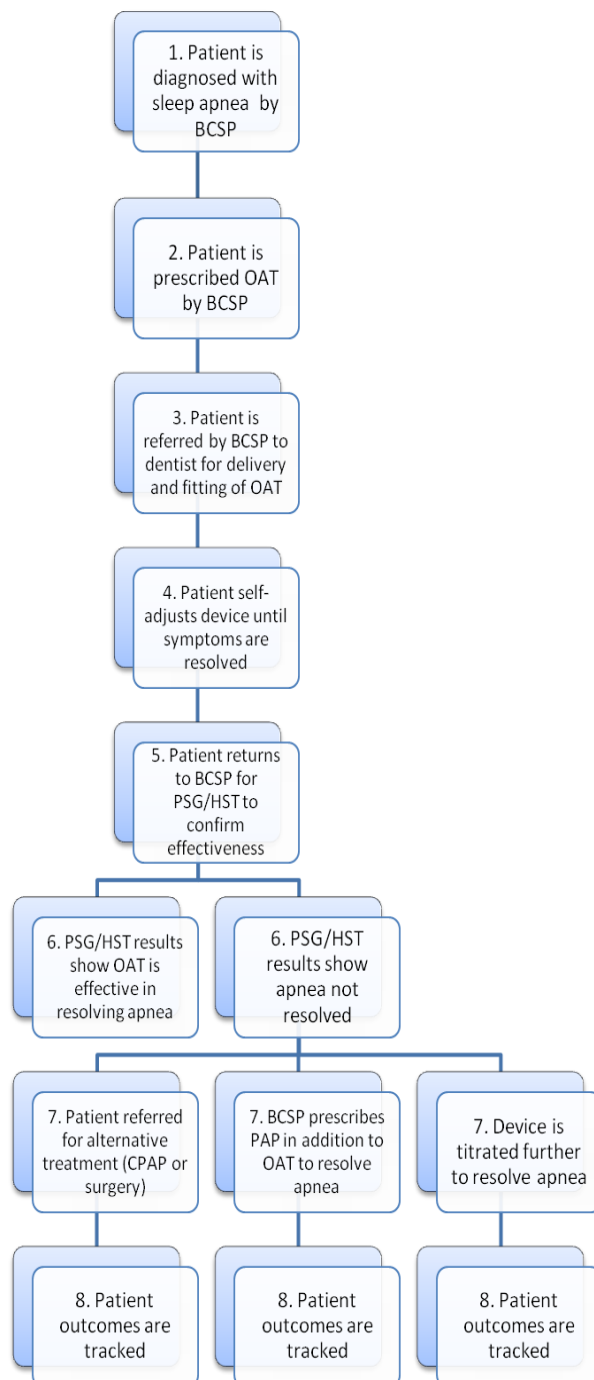 1. Patient is
diagnosed with
sleep apnea by
BCSP
2. Patient is
prescribed OAT
by BCSP
3. Patient is
referred by BCSP to
dentist for delivery
and fitting of OAT
4. Patient self-
adjusts device until
symptoms are
resolved
5. Patient returns
to BCSP for
PSG/HST to
confirm
effectiveness
6. PSG/HST results
show OAT is
effective in
resolving apnea
6. PSG/HST
results show
apnea not
resolved
7. Patient referred
for alternative
treatment (CPAP or
surgery)
7. BCSP prescribes
PAP in addition to
OAT to resolve
apnea
7. Device is
titrated further
to resolve apnea
8. Patient
outcomes are
tracked
8. Patient
outcomes are
tracked
8. Patient
outcomes are
tracked